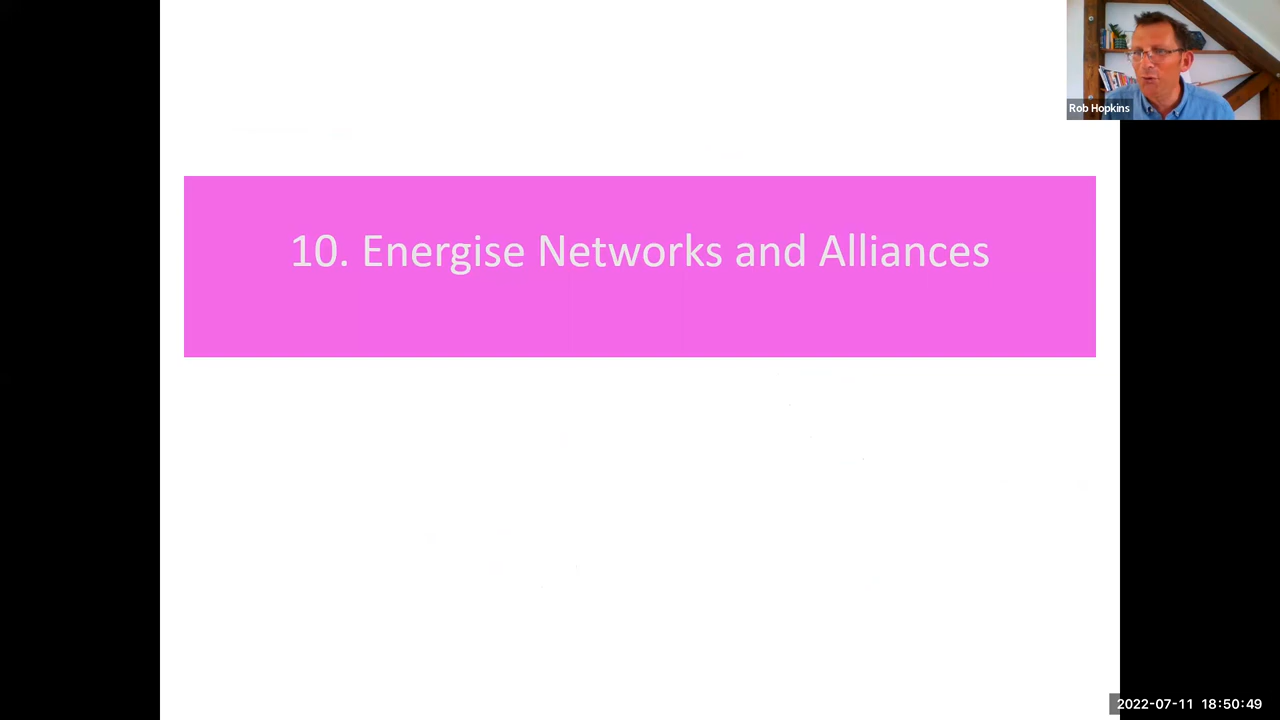 Rob Hopkins
10. Energise Networks and Alliances
2022-07-11 18:50:49